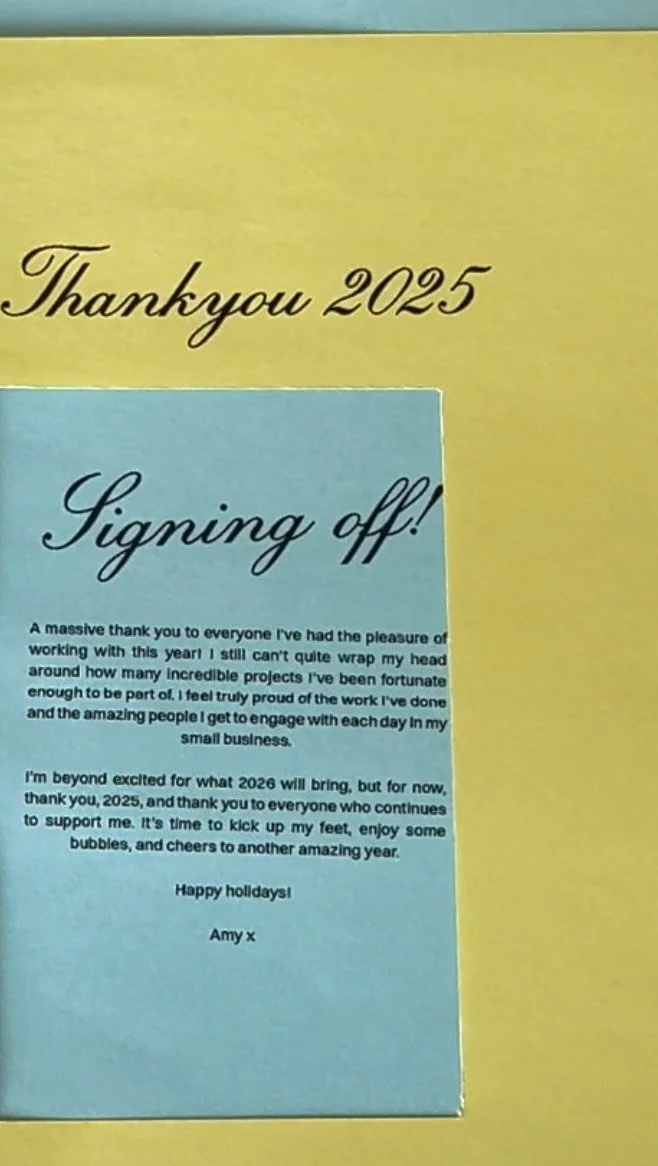 Thankyou 2025
Signing off!
A massive thank you to everyone I've had the pleasure of
working with this year! I still can't quite wrap my head
around how many incredible projects I've been fortunate
enough to be part of. I feel truly proud of the work I've done
and the amazing people I get to engage with each day in my
small business.
I'm beyond excited for what 2026 will bring, but for now,
thank you, 2025, and thank you to everyone who continues
to support me. It's time to kick up my feet, enjoy some
bubbles, and cheers to another amazing year.
Happy holidays!
Amy x